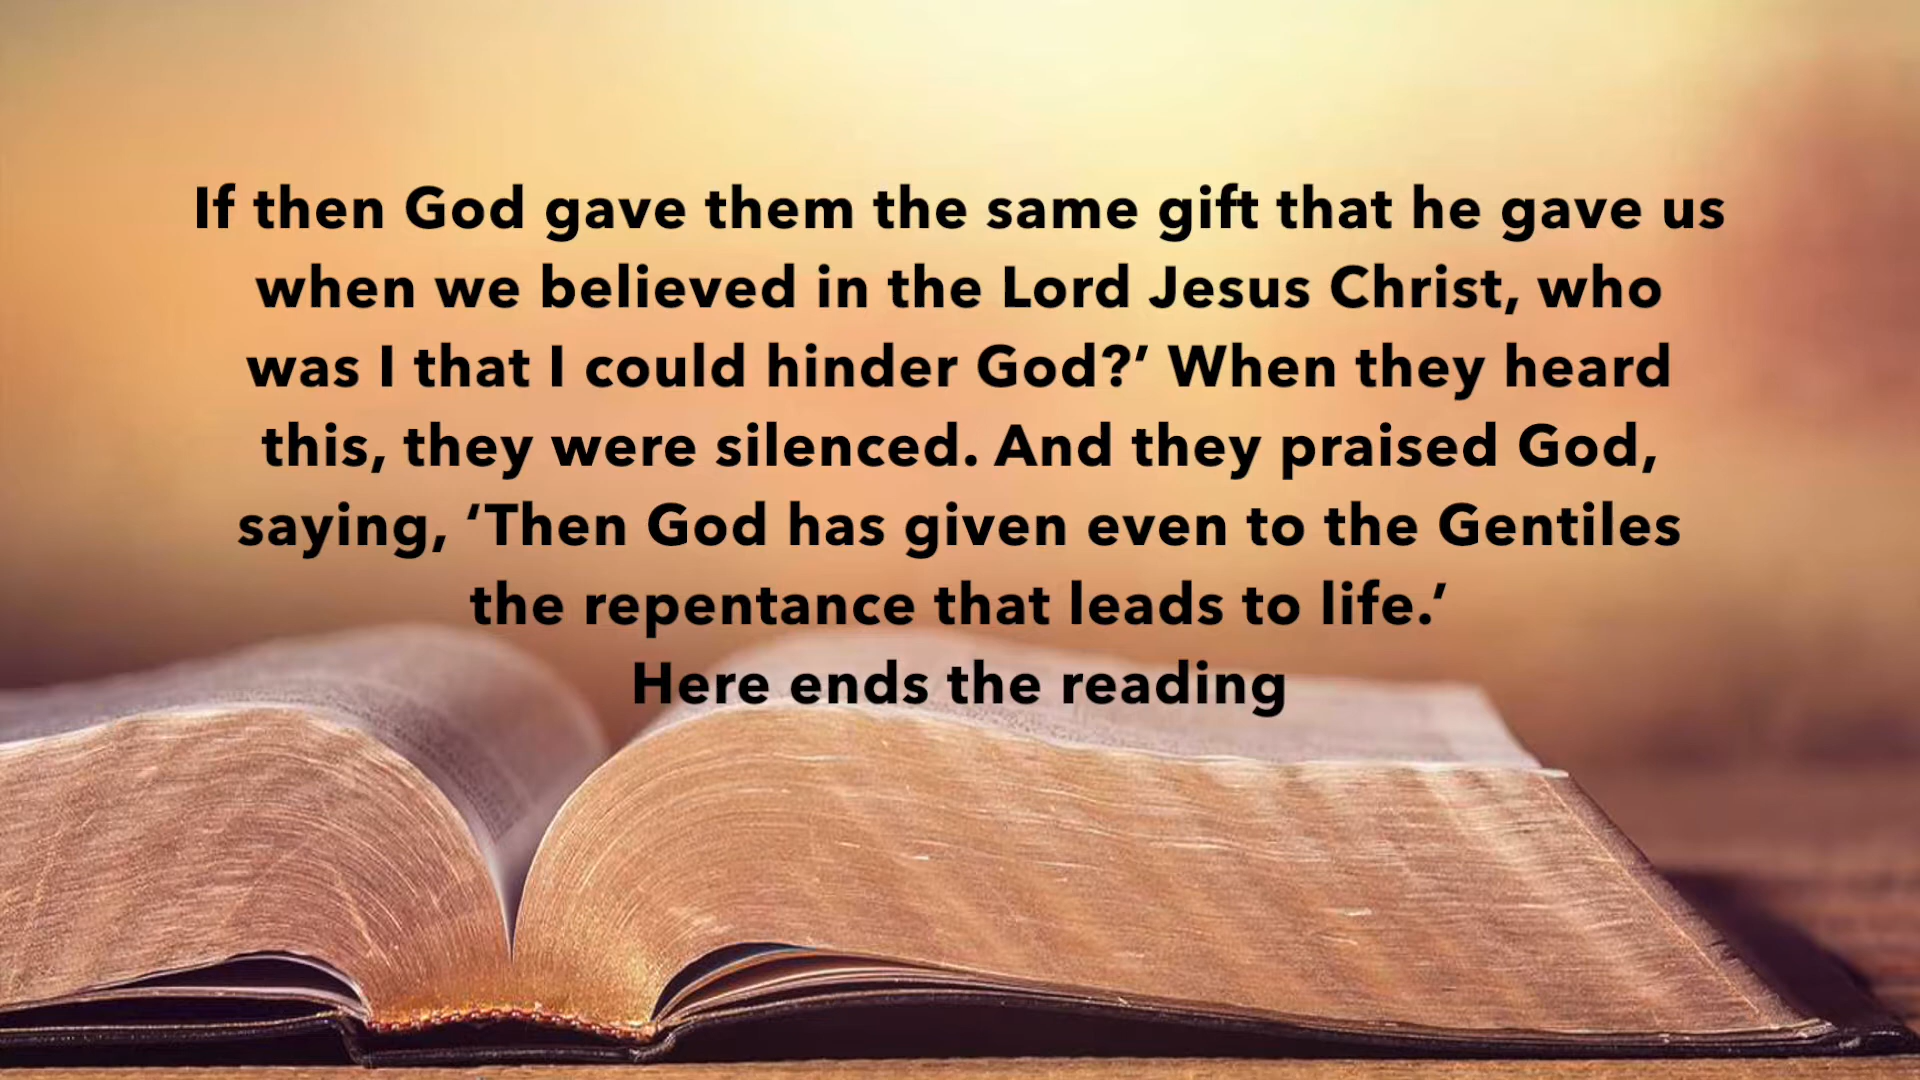 If then God gave them the same gift that he gave us
when we believed in the Lord Jesus Christ, who
was I that I could hinder God?’ When they heard
this, they were silenced. And they praised God,
saying, ‘Then God has given even to the Gentiles
the repentance that leads to life.’
Here ends the reading